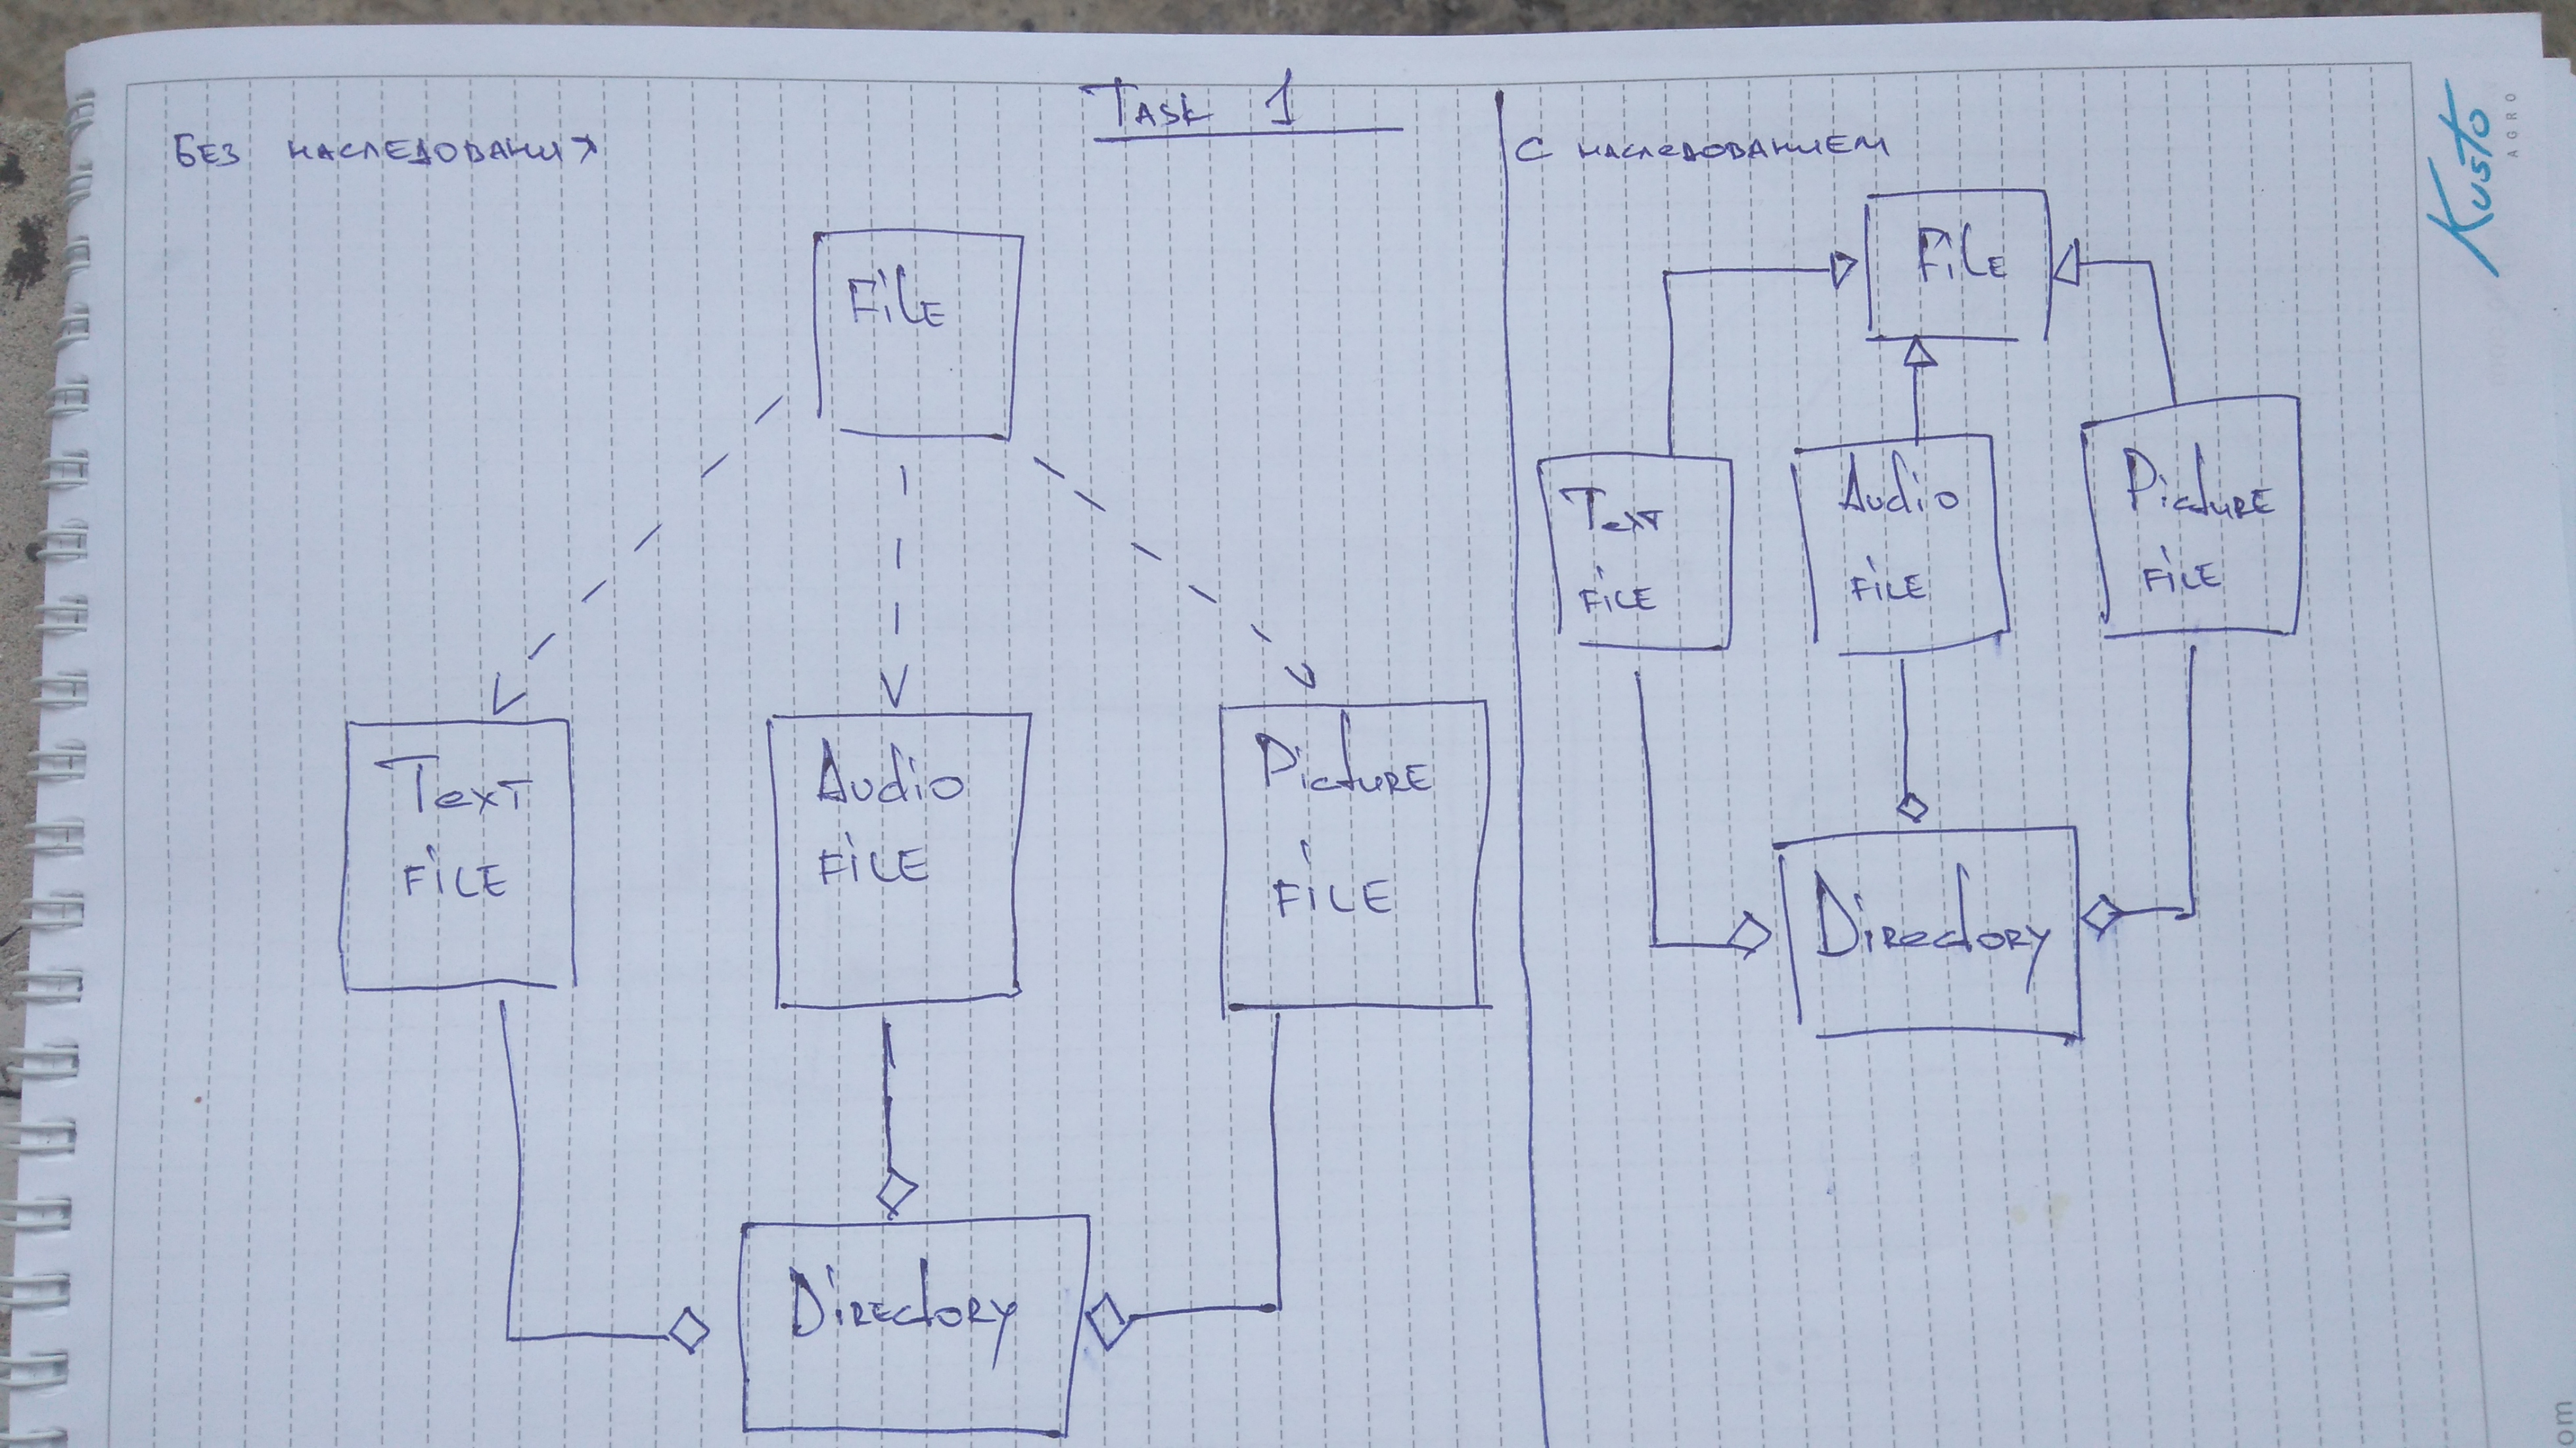 Task 1
Без наследования
File
Text
File
Audio
File
Picture
File
Directory
С наследованием
File
Text
File
Audio
File
Picture
File
Directory
Kusto
AGRO
om